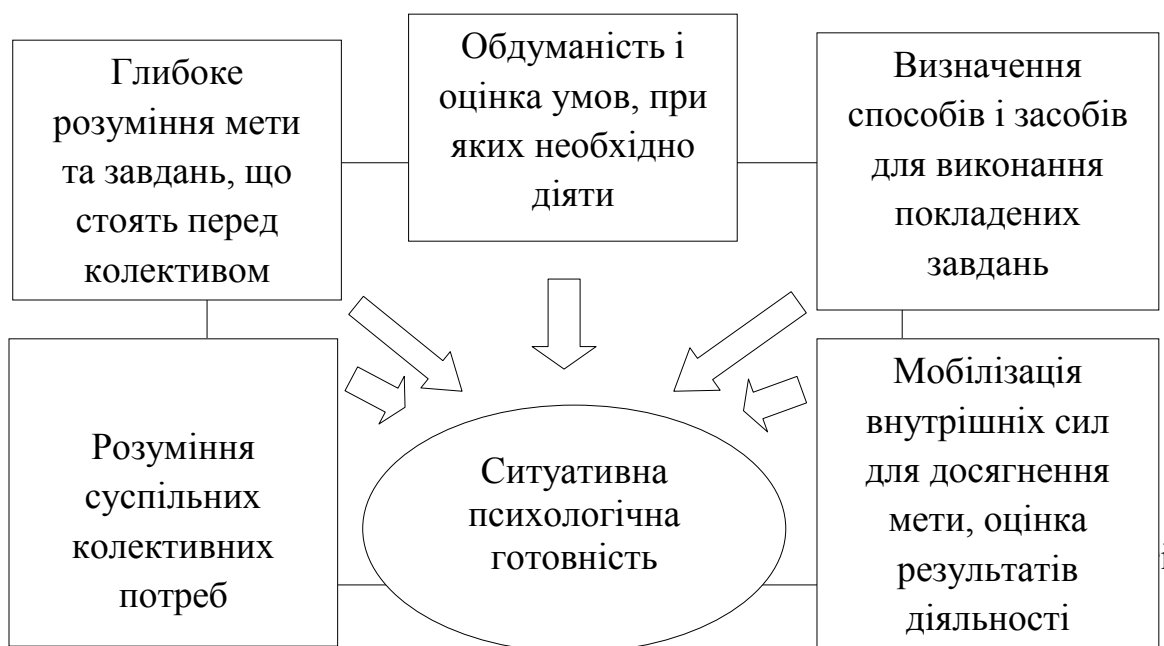 Глибоке
розуміння мети
та завдань, що
стоять перед
колективом
Обдуманість і
оцінка умов, при
яких необхідно
діяти
Визначення
способів і засобів
для виконання
покладених
завдань
Розуміння
суспільних
колективних
потреб
Ситуативна
психологічна
готовність
Мобілізація
внутрішніх сил
для досягнення
мети, оцінка
результатів
діяльності
і